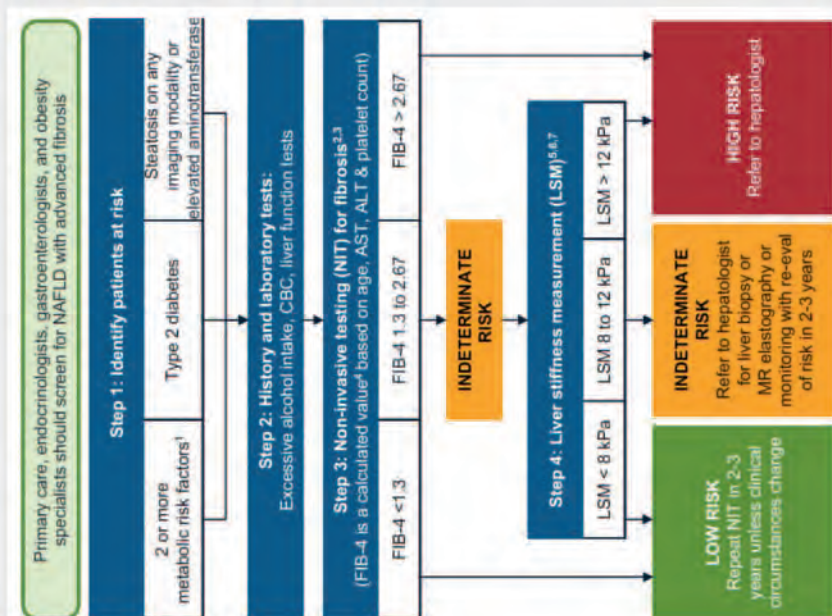 Primary care, endocrinologists, gastroenterologists, and obesity
specialists should screen for NAFLD with advanced fibrosis
Step 1: Identify patients at risk
2 or more
metabolic risk factors¹
Type 2 diabetes
Steatosis on any
imaging modality or
elevated aminotransferase
Step 2: History and laboratory tests:
Excessive alcohol intake, CBC, liver function tests
Step 3: Non-invasive testing (NIT) for fibrosis²,³
(FIB-4 is a calculated value⁴ based on age, AST, ALT & platelet count)
FIB-4 <1.3
FIB-4 1.3 to 2.67
FIB-4 > 2.67
INDETERMINATE
RISK
Step 4: Liver stiffness measurement (LSM)⁵,⁶,⁷
LSM < 8 kPa
LSM 8 to 12 kPa
LSM > 12 kPa
LOW RISK
Repeat NIT in 2-3
years unless clinical
circumstances change
INDETERMINATE
RISK
Refer to hepatologist
for liver biopsy or
MR elastography or
monitoring with re-eval
of risk in 2-3 years
HIGH RISK
Refer to hepatologist